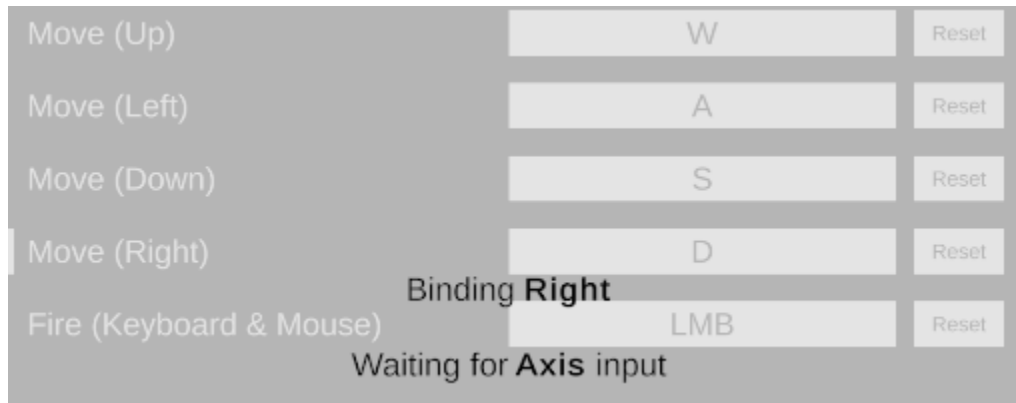 Move (Up) W Reset
Move (Left) A Reset
Move (Down) S Reset
Move (Right) D Reset
Binding Right
Fire (Keyboard & Mouse) LMB Reset
Waiting for Axis input